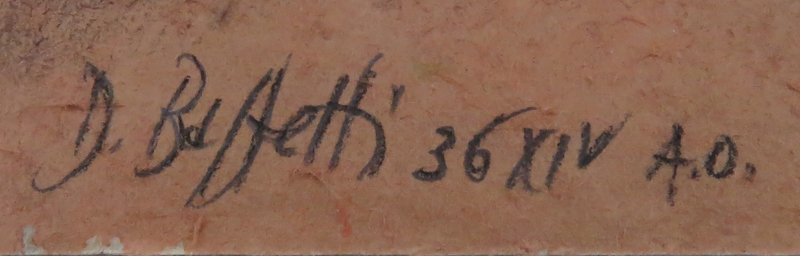 D. Buffetti 36 XIV A.O.